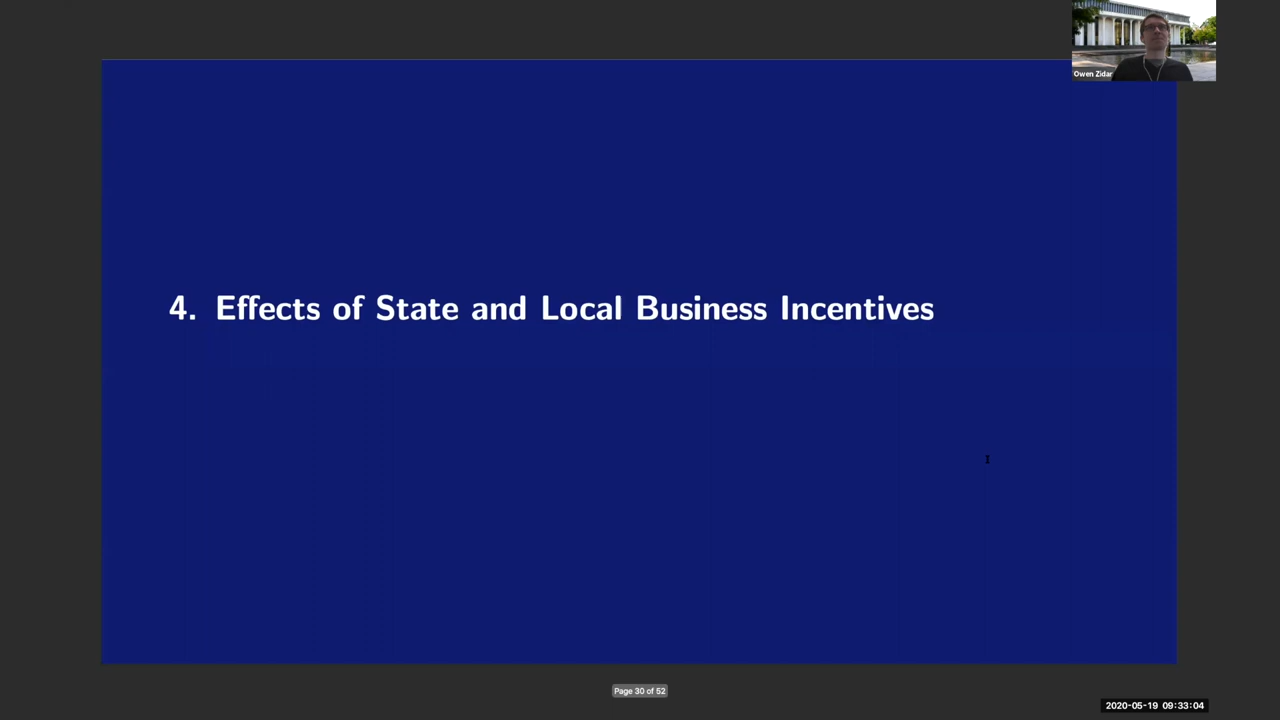 Owen Zidar
4. Effects of State and Local Business Incentives
Page 30 of 52
2020-05-19 09:33:04